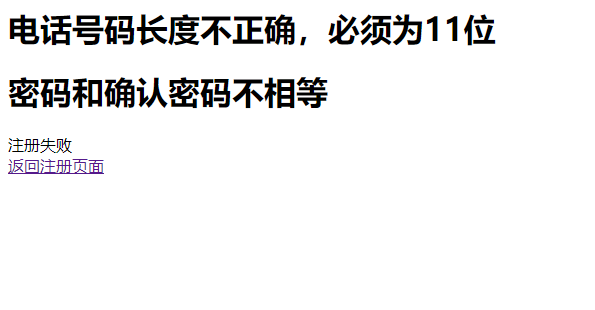 电话号码长度不正确，必须为11位
密码和确认密码不相等
注册失败
返回注册页面